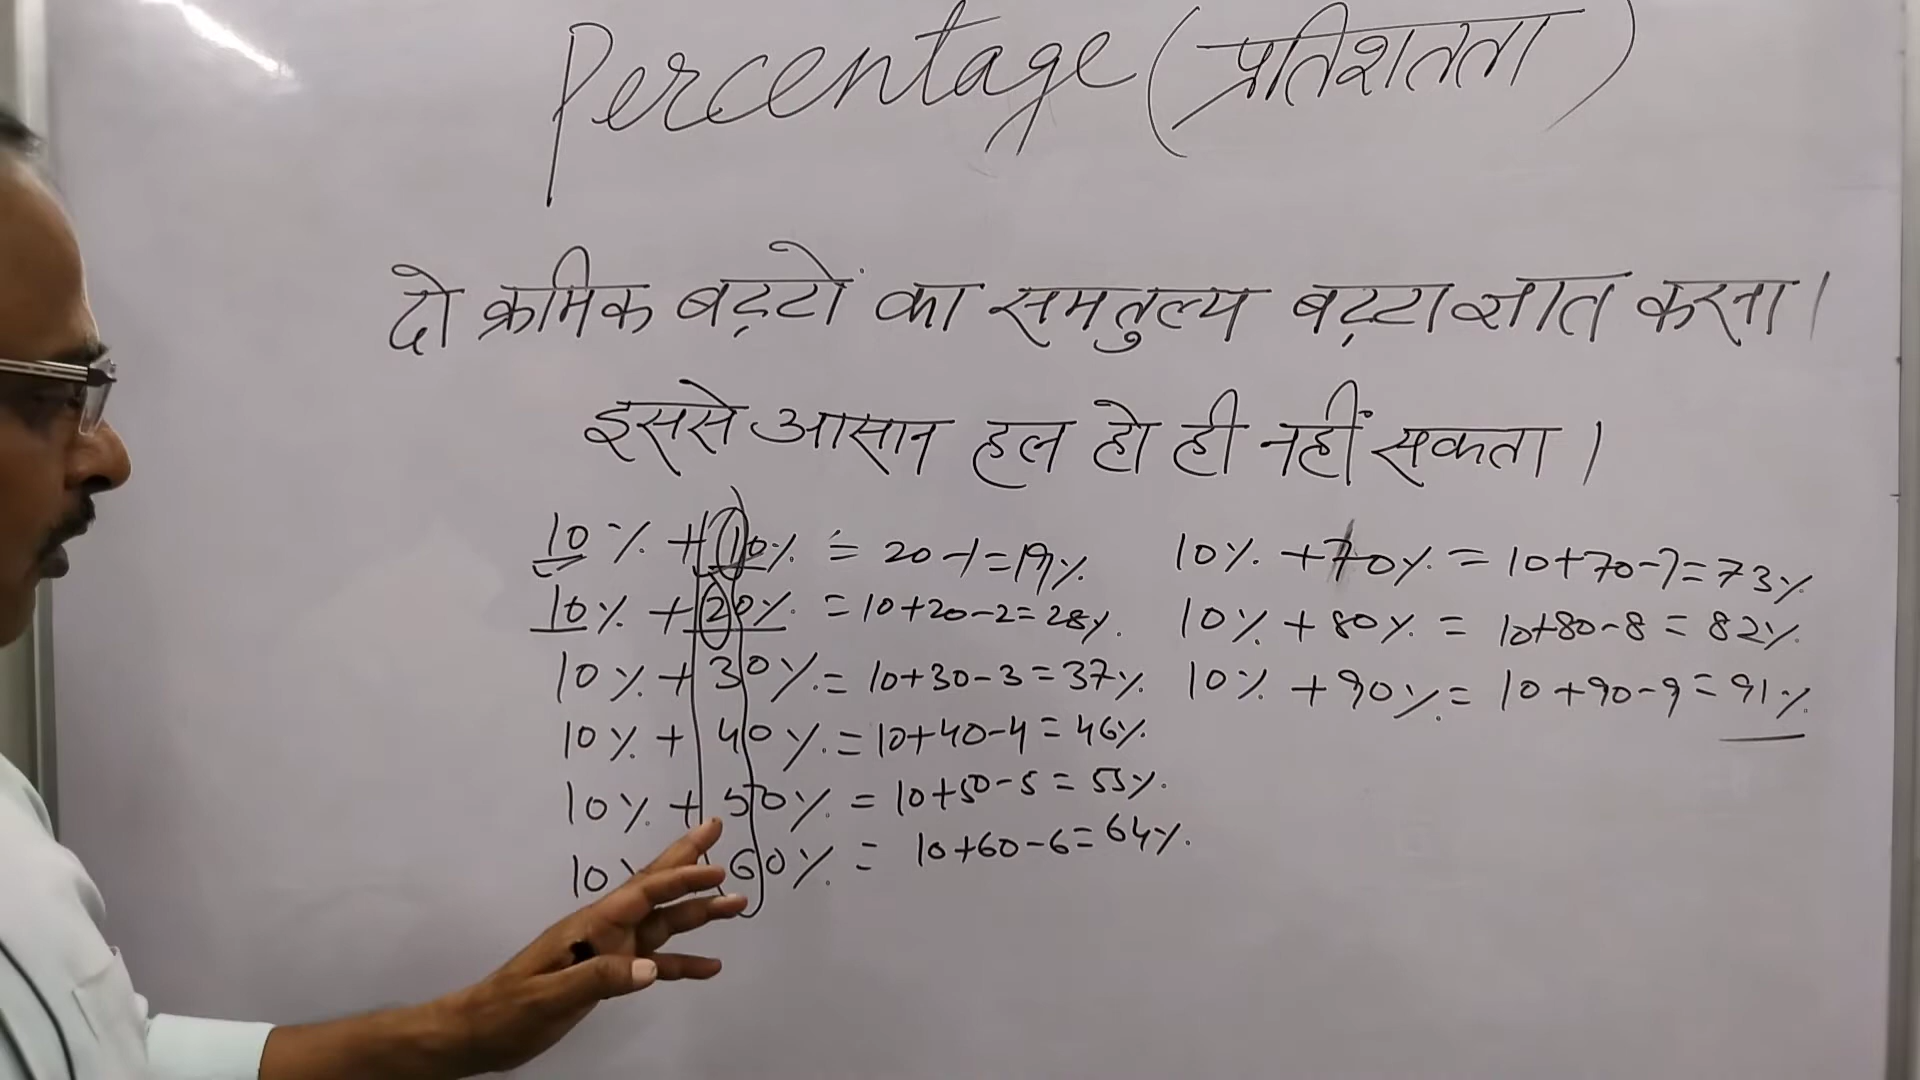 Percentage (प्रतिशतता)
दो क्रमिक बट्टों का समतुल्य बट्टा ज्ञात करना।
इससे आसान हल हो ही नहीं सकता।
10% + 10% = 20-1=19%
10% + 20% = 10+20-2=28%
10% + 30% = 10+30-3=37%
10% + 40% = 10+40-4=46%
10% + 50% = 10+50-5=55%
10% 60% = 10+60-6=64%
10% + 70% = 10+70-7=73%
10% + 80% = 10+80-8=82%
10% + 90% = 10+90-9=91%